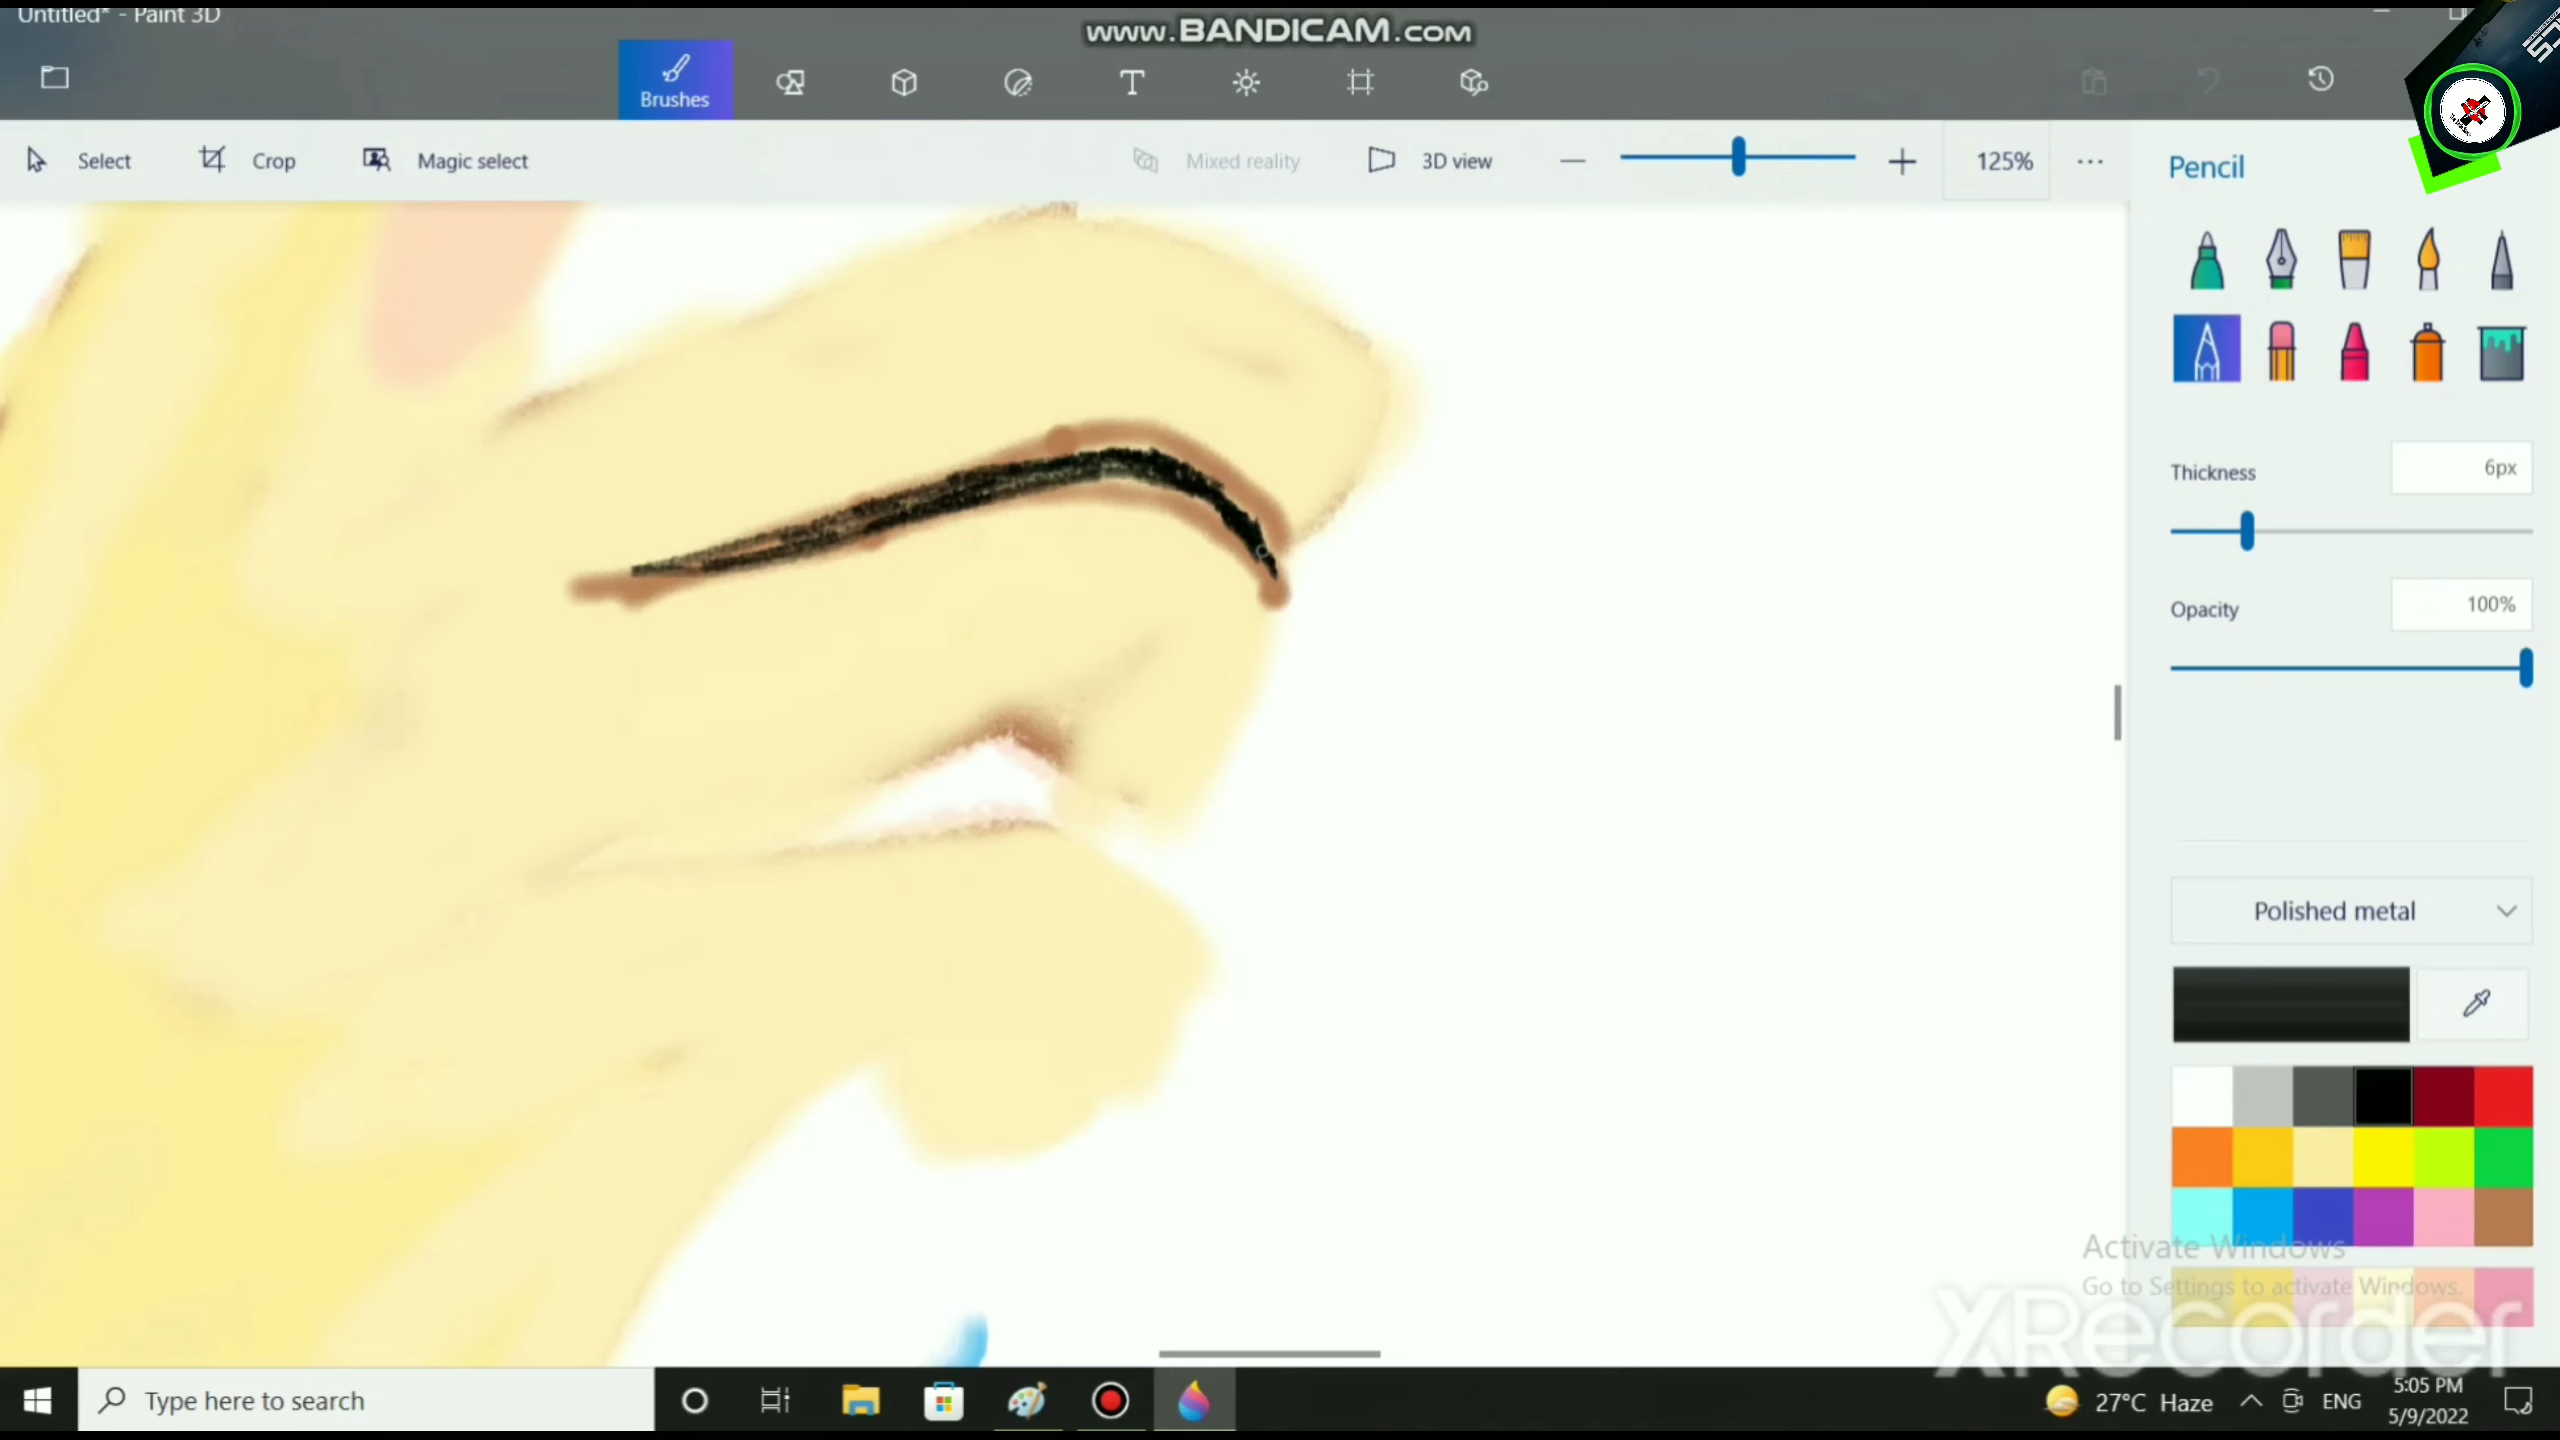 Untitled* - Paint 3D
www.BANDICAM.com
Brushes
Select
Crop
Magic select
Mixed reality
3D view
125%
Pencil
Thickness
6px
Opacity
100%
Polished metal
Activate Windows
Go to Settings to activate Windows.
XRecorder
Type here to search
27°C Haze
ENG
5:05 PM
5/9/2022